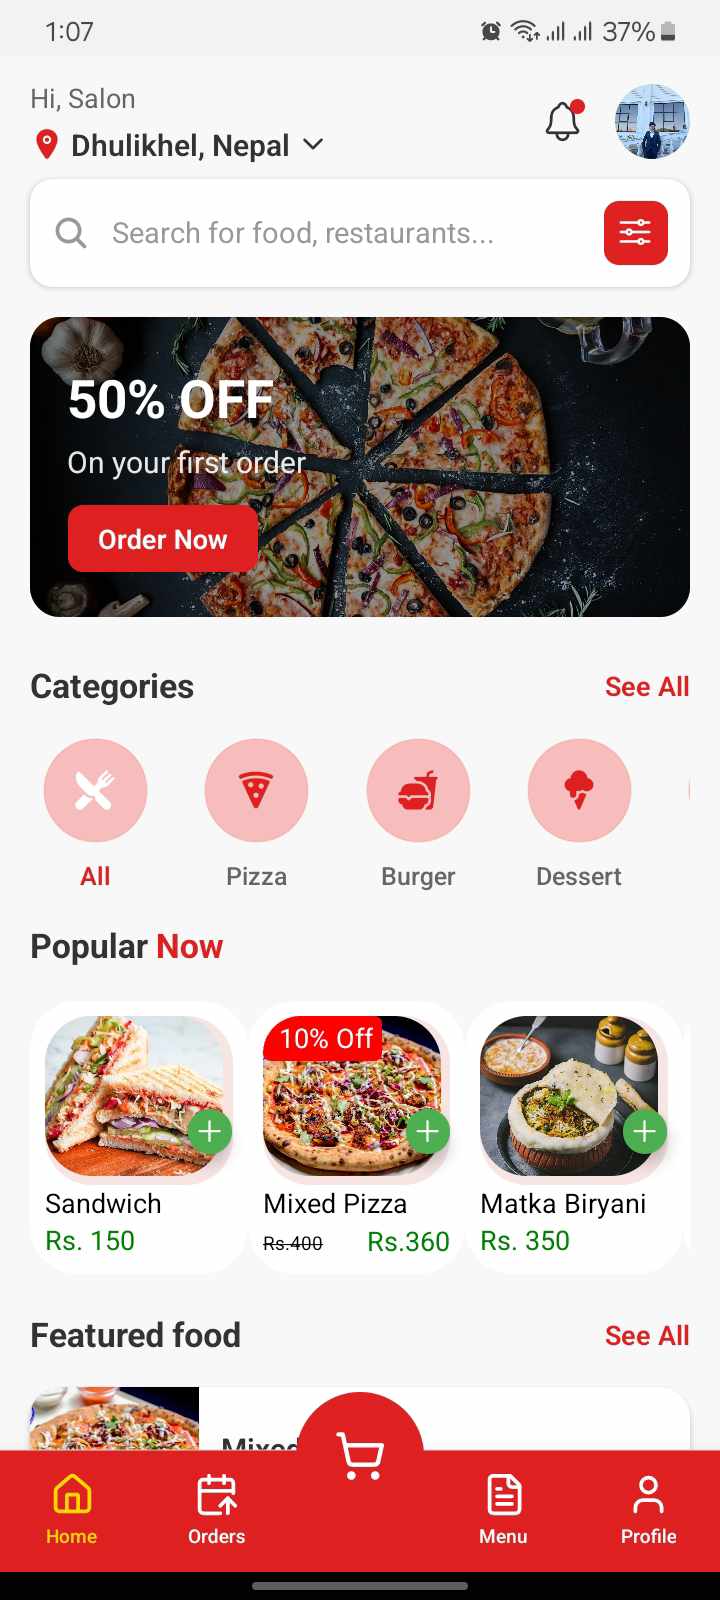 1:07
37%
Hi, Salon
Dhulikhel, Nepal
Search for food, restaurants...
50% OFF
On your first order
Order Now
Categories
See All
All
Pizza
Burger
Dessert
Popular Now
10% Off
Sandwich
Mixed Pizza
Matka Biryani
Rs. 150
Rs.400
Rs.360
Rs. 350
Featured food
See All
Mixed
Home
Orders
Menu
Profile